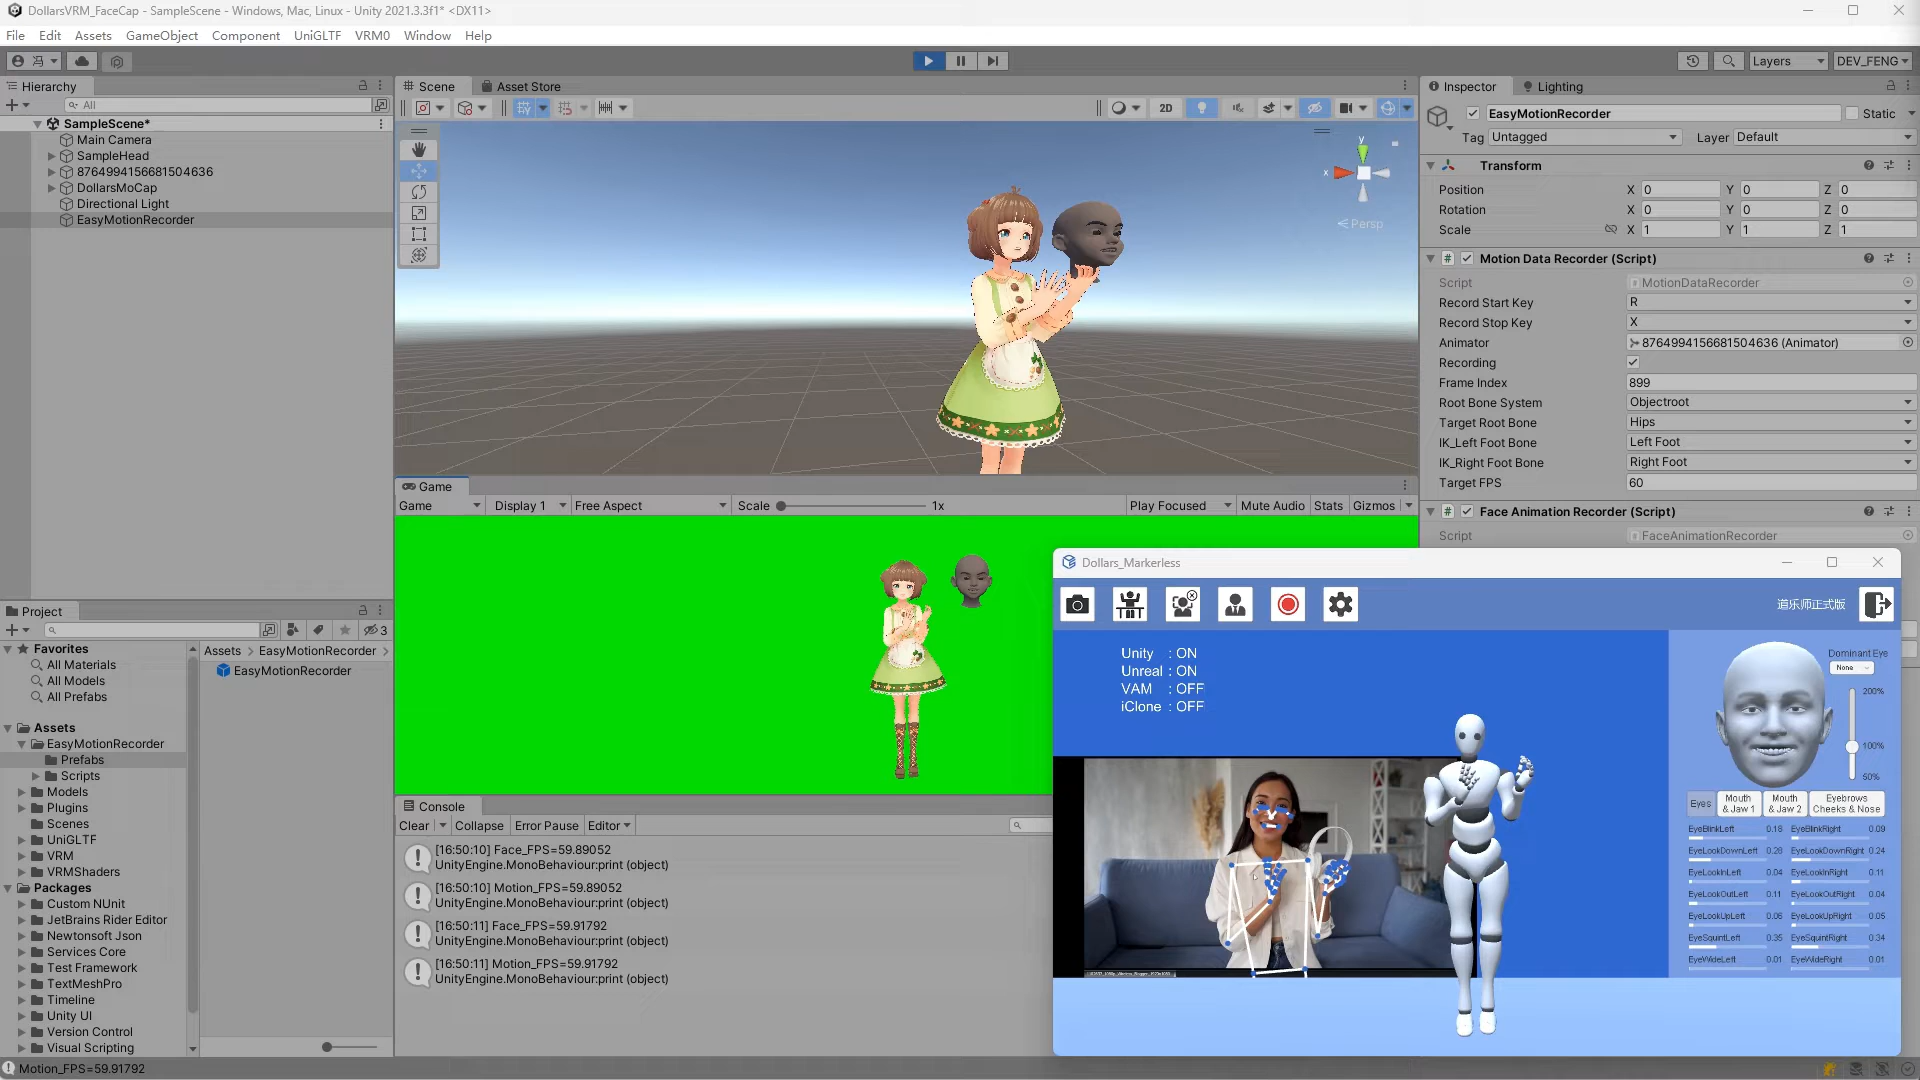 DollarsVRM_FaceCap - SampleScene - Windows, Mac, Linux - Unity 2021.3.3f1* <DX11>
File Edit Assets GameObject Component UniGLTF VRM0 Window Help
冯
Layers DEV_FENG
Hierarchy
All
SampleScene*
Main Camera
SampleHead
8764994156681504636
DollarsMoCap
Directional Light
EasyMotionRecorder
Scene Asset Store
2D
y
x
Persp
Game
Game Display 1 Free Aspect Scale 1x Play Focused Mute Audio Stats Gizmos
Inspector Lighting
EasyMotionRecorder Static
Tag Untagged Layer Default
Transform
Position X 0 Y 0 Z 0
Rotation X 0 Y 0 Z 0
Scale X 1 Y 1 Z 1
# Motion Data Recorder (Script)
Script MotionDataRecorder
Record Start Key R
Record Stop Key X
Animator 8764994156681504636 (Animator)
Recording
Frame Index 899
Root Bone System Objectroot
Target Root Bone Hips
IK_Left Foot Bone Left Foot
IK_Right Foot Bone Right Foot
Target FPS 60
# Face Animation Recorder (Script)
Script FaceAnimationRecorder
Project
3
Favorites
All Materials
All Models
All Prefabs
Assets
EasyMotionRecorder
Prefabs
Scripts
Models
Plugins
Scenes
UniGLTF
VRM
VRMShaders
Packages
Custom NUnit
JetBrains Rider Editor
Newtonsoft Json
Services Core
Test Framework
TextMeshPro
Timeline
Unity UI
Version Control
Visual Scripting
Assets > EasyMotionRecorder >
EasyMotionRecorder
Console
Clear Collapse Error Pause Editor
[16:50:10] Face_FPS=59.89052
UnityEngine.MonoBehaviour:print (object)
[16:50:10] Motion_FPS=59.89052
UnityEngine.MonoBehaviour:print (object)
[16:50:11] Face_FPS=59.91792
UnityEngine.MonoBehaviour:print (object)
[16:50:11] Motion_FPS=59.91792
UnityEngine.MonoBehaviour:print (object)
Dollars_Markerless
道乐师正式版
Unity : ON
Unreal : ON
VAM : OFF
iClone : OFF
Dominant Eye
None
200%
100%
50%
Eyes Mouth & Jaw 1 Mouth & Jaw 2 Eyebrows Cheeks & Nose
EyeBlinkLeft 0.18 EyeBlinkRight 0.09
EyeLookDownLeft 0.28 EyeLookDownRight 0.24
EyeLookInLeft 0.04 EyeLookInRight 0.11
EyeLookOutLeft 0.11 EyeLookOutRight 0.04
EyeLookUpLeft 0.06 EyeLookUpRight 0.05
EyeSquintLeft 0.35 EyeSquintRight 0.34
EyeWideLeft 0.01 EyeWideRight 0.01
Motion_FPS=59.91792